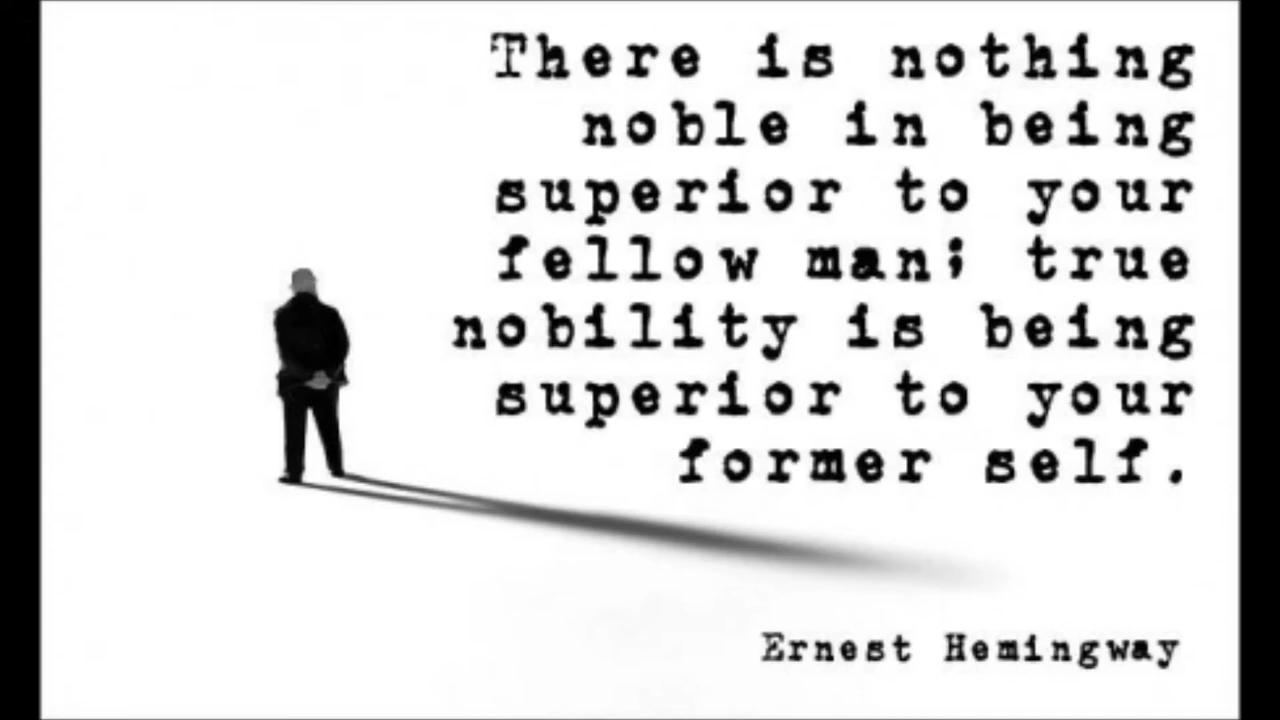 There is nothing
noble in being
superior to your
fellow man; true
nobility is being
superior to your
former self.
Ernest Hemingway